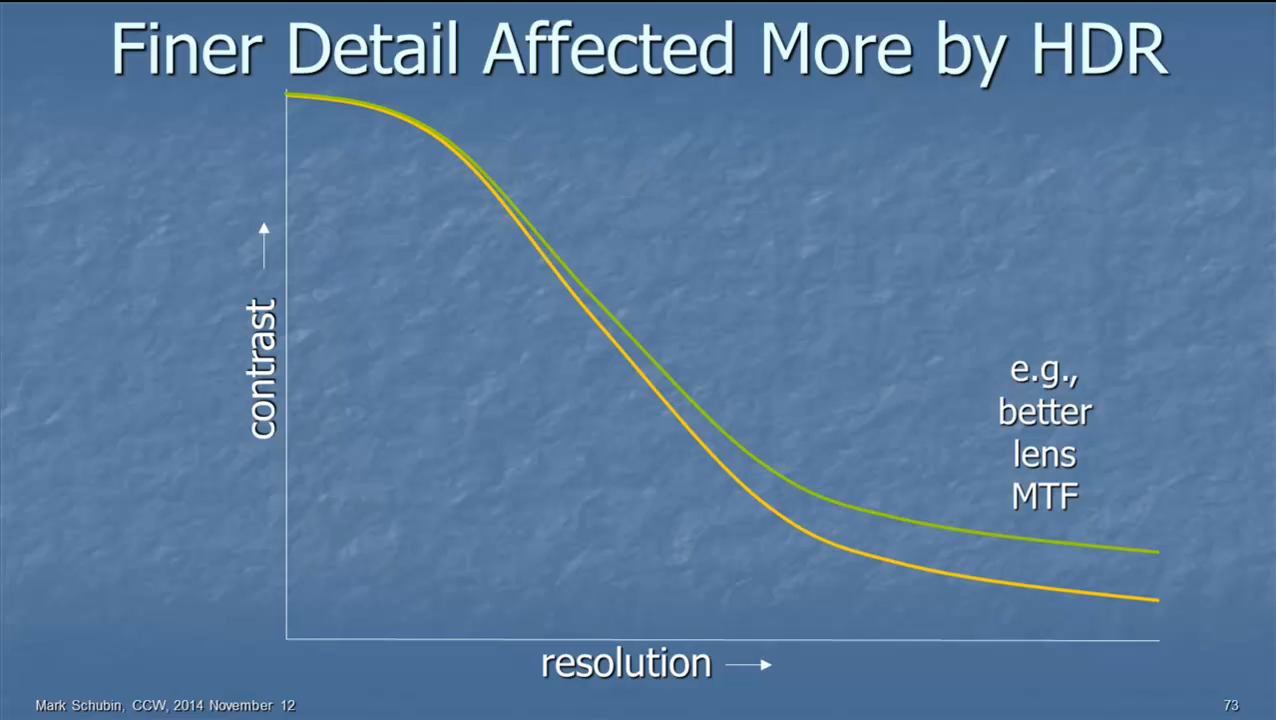 Finer Detail Affected More by HDR
contrast
e.g.,
better
lens
MTF
resolution
Mark Schubin, CCW, 2014 November 12
73